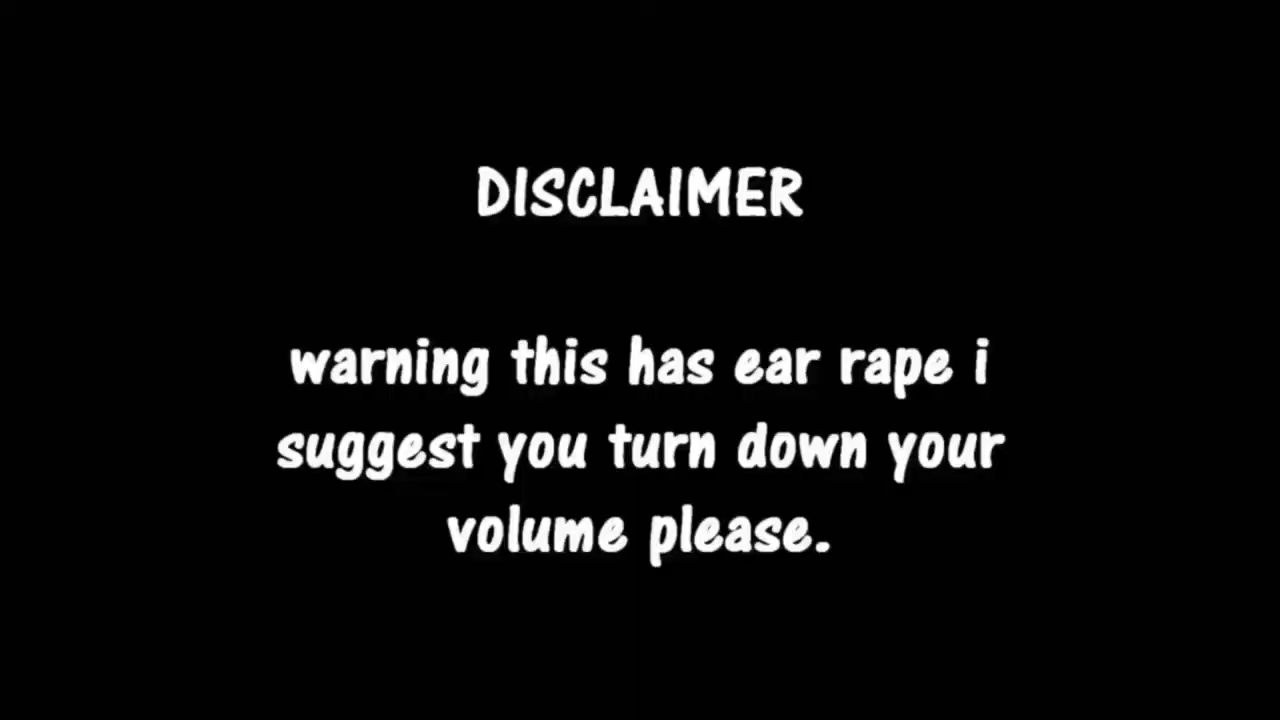 DISCLAIMER
warning this has ear rape i
suggest you turn down your
volume please.